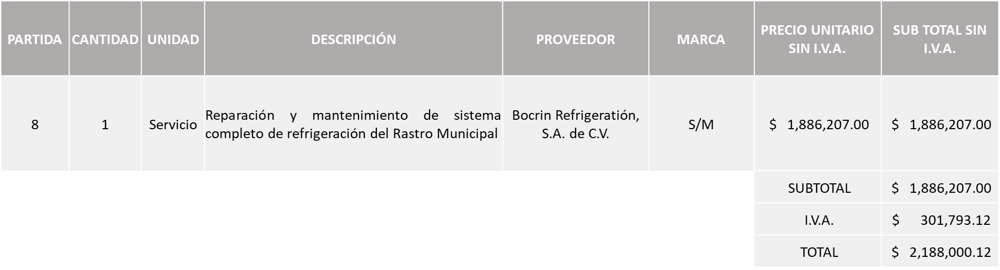 PARTIDA CANTIDAD UNIDAD DESCRIPCIÓN PROVEEDOR MARCA PRECIO UNITARIO SIN I.V.A. SUB TOTAL SIN I.V.A.
8 1 Servicio Reparación y mantenimiento de sistema completo de refrigeración del Rastro Municipal Bocrin Refrigeratión, S.A. de C.V. S/M $ 1,886,207.00 $ 1,886,207.00
SUBTOTAL $ 1,886,207.00
I.V.A. $ 301,793.12
TOTAL $ 2,188,000.12